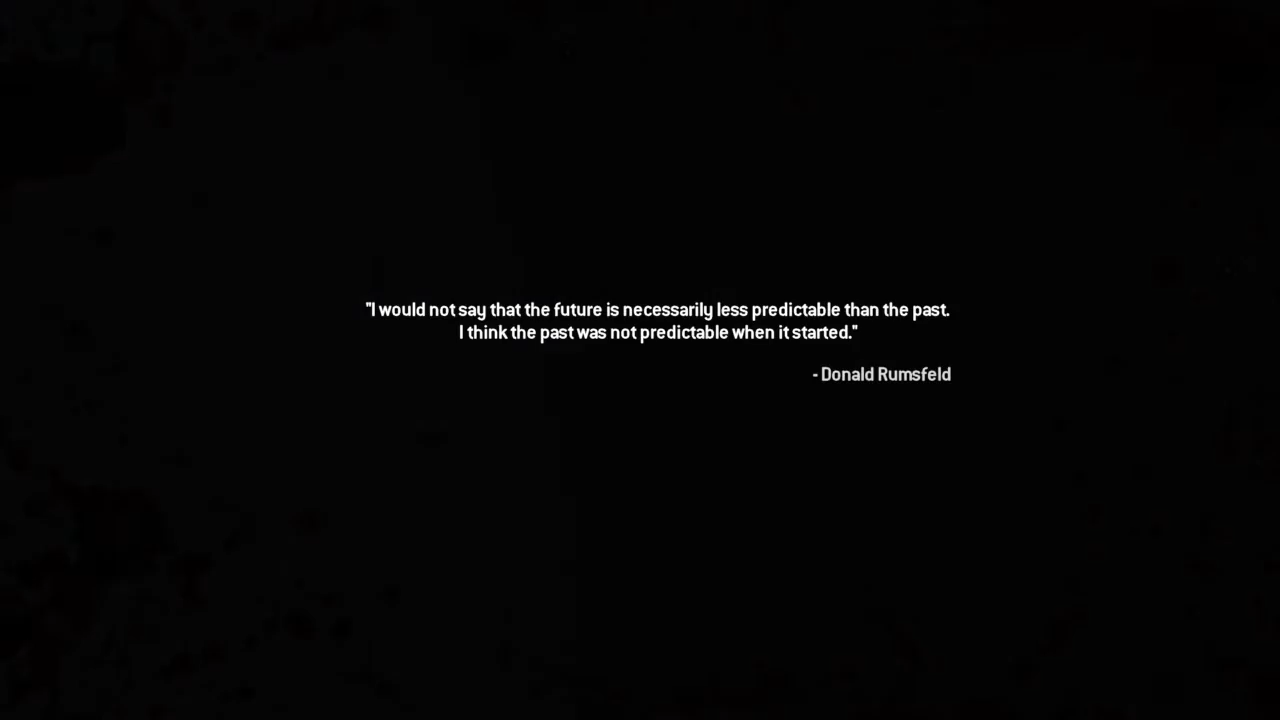 "I would not say that the future is necessarily less predictable than the past.
I think the past was not predictable when it started."
- Donald Rumsfeld